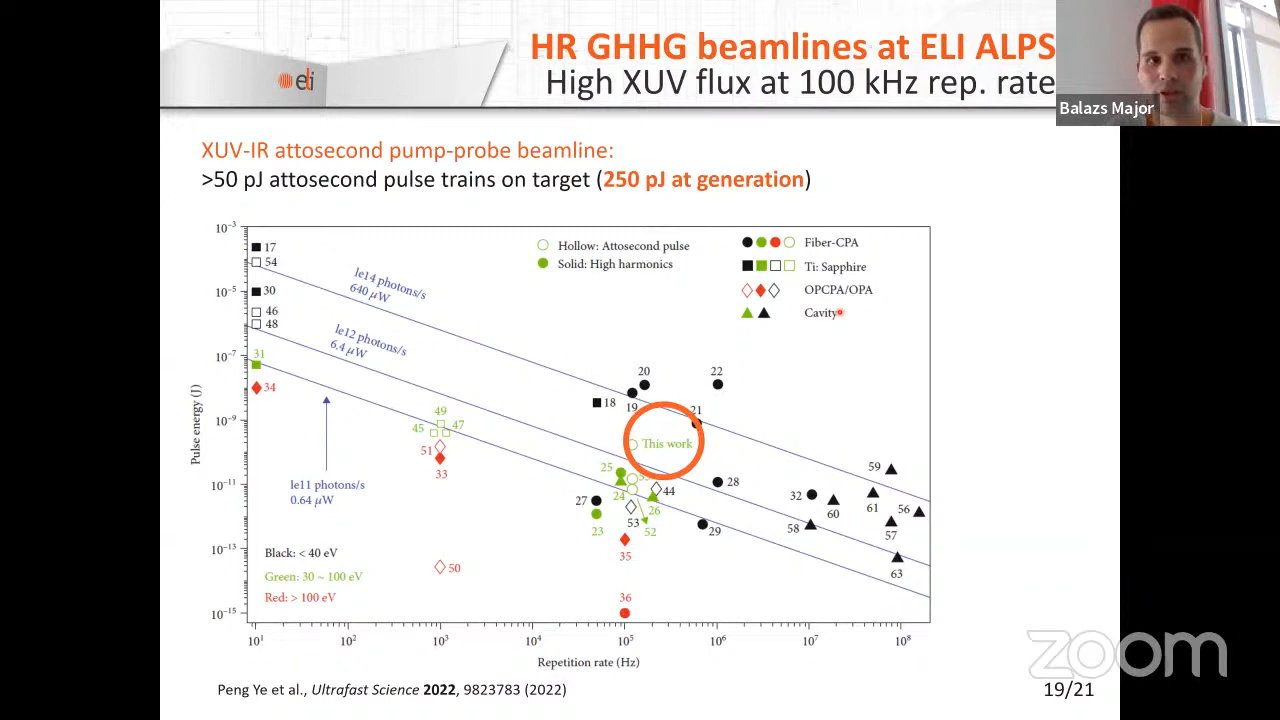 HR GHHG beamlines at ELI ALPS
High XUV flux at 100 kHz rep. rate
eli
Balazs Major
XUV-IR attosecond pump-probe beamline:
>50 pJ attosecond pulse trains on target (250 pJ at generation)
Pulse energy (J)
10⁻³
10⁻⁵
10⁻⁷
10⁻⁹
10⁻¹¹
10⁻¹³
10⁻¹⁵
Hollow: Attosecond pulse
Solid: High harmonics
Fiber-CPA
Ti: Sapphire
OPCPA/OPA
Cavity
le14 photons/s
640 μW
le12 photons/s
6.4 μW
le11 photons/s
0.64 μW
17
54
30
46
48
31
34
49
45
47
51
33
50
18
20
19
22
21
This work
25
24
44
26
27
23
53
52
28
29
35
36
32
58
60
59
61
56
57
63
Black: < 40 eV
Green: 30 ~ 100 eV
Red: > 100 eV
10¹
10²
10³
10⁴
10⁵
10⁶
10⁷
10⁸
Repetition rate (Hz)
Peng Ye et al., Ultrafast Science 2022, 9823783 (2022)
19/21
zoom